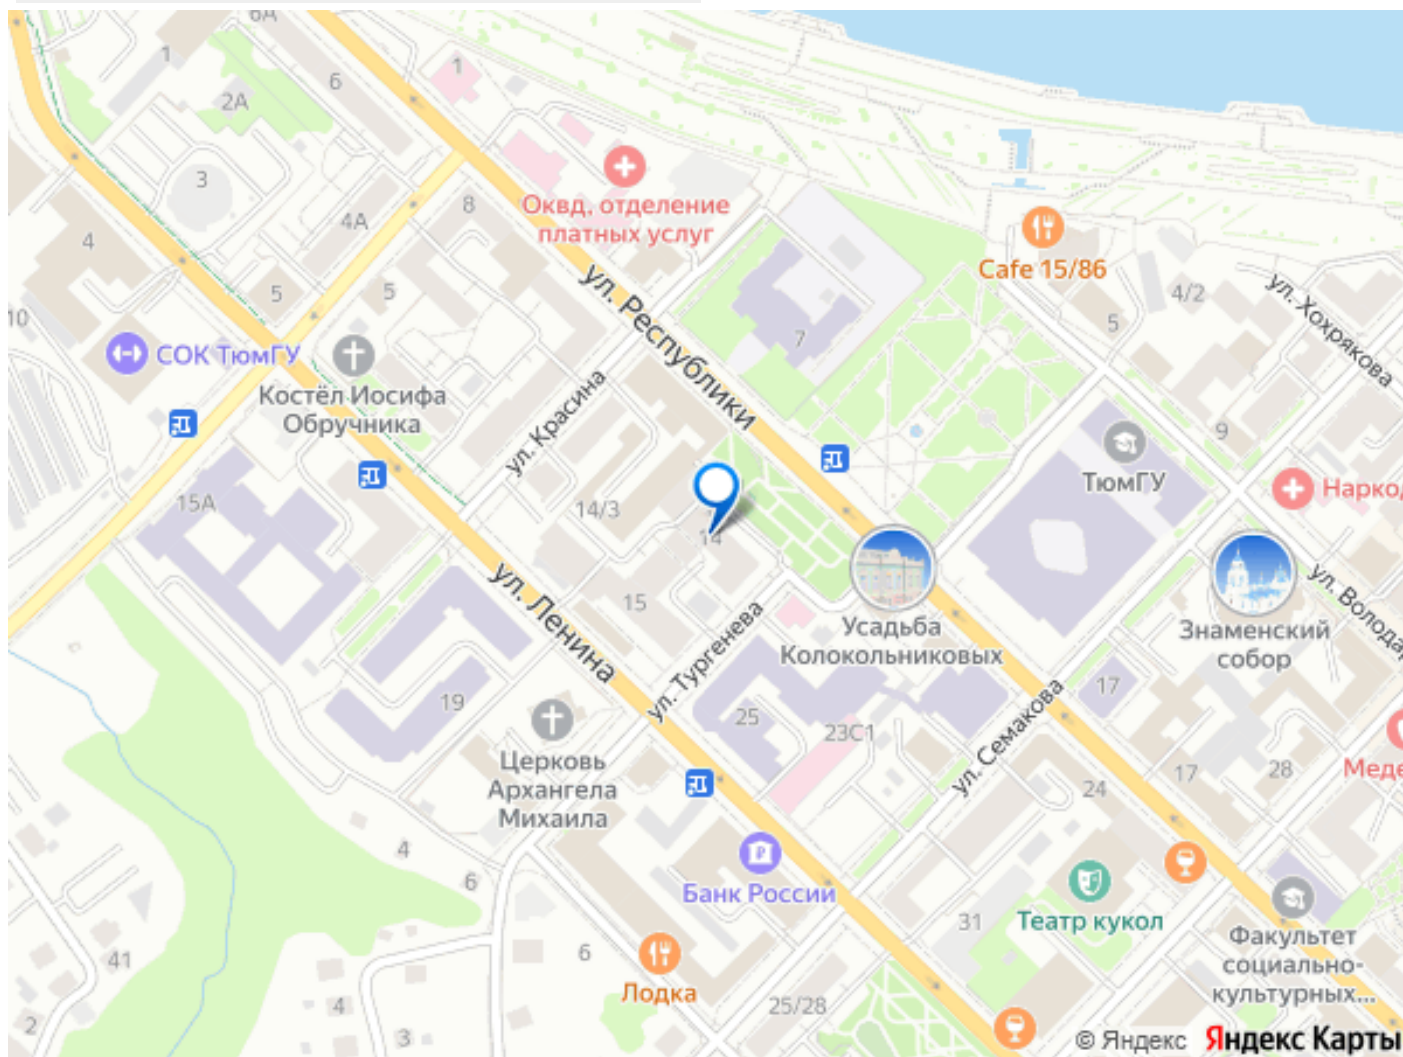 6А
1
1
6
2А
3
8
4А
4
Оквд, отделение
платных услуг
Cafe 15/86
ул. Хохрякова
4/2
5
5
5
10
7
ул. Республики
СОК ТюмГУ
Костёл Иосифа
Обручника
ул. Красина
9
ТюмГУ
Нарко
15А
14/3
14
15
ул. Ленина
ул. Тургенева
Усадьба
Колокольниковых
Знаменский
собор
ул. Володар
17
19
25
23С1
ул. Семакова
Церковь
Архангела
Михаила
17
28
24
Меде
4
6
Банк России
Театр кукол
31
Факультет
социально-
культурных...
41
6
Лодка
25/28
4
2
3
© Яндекс Яндекс Карты